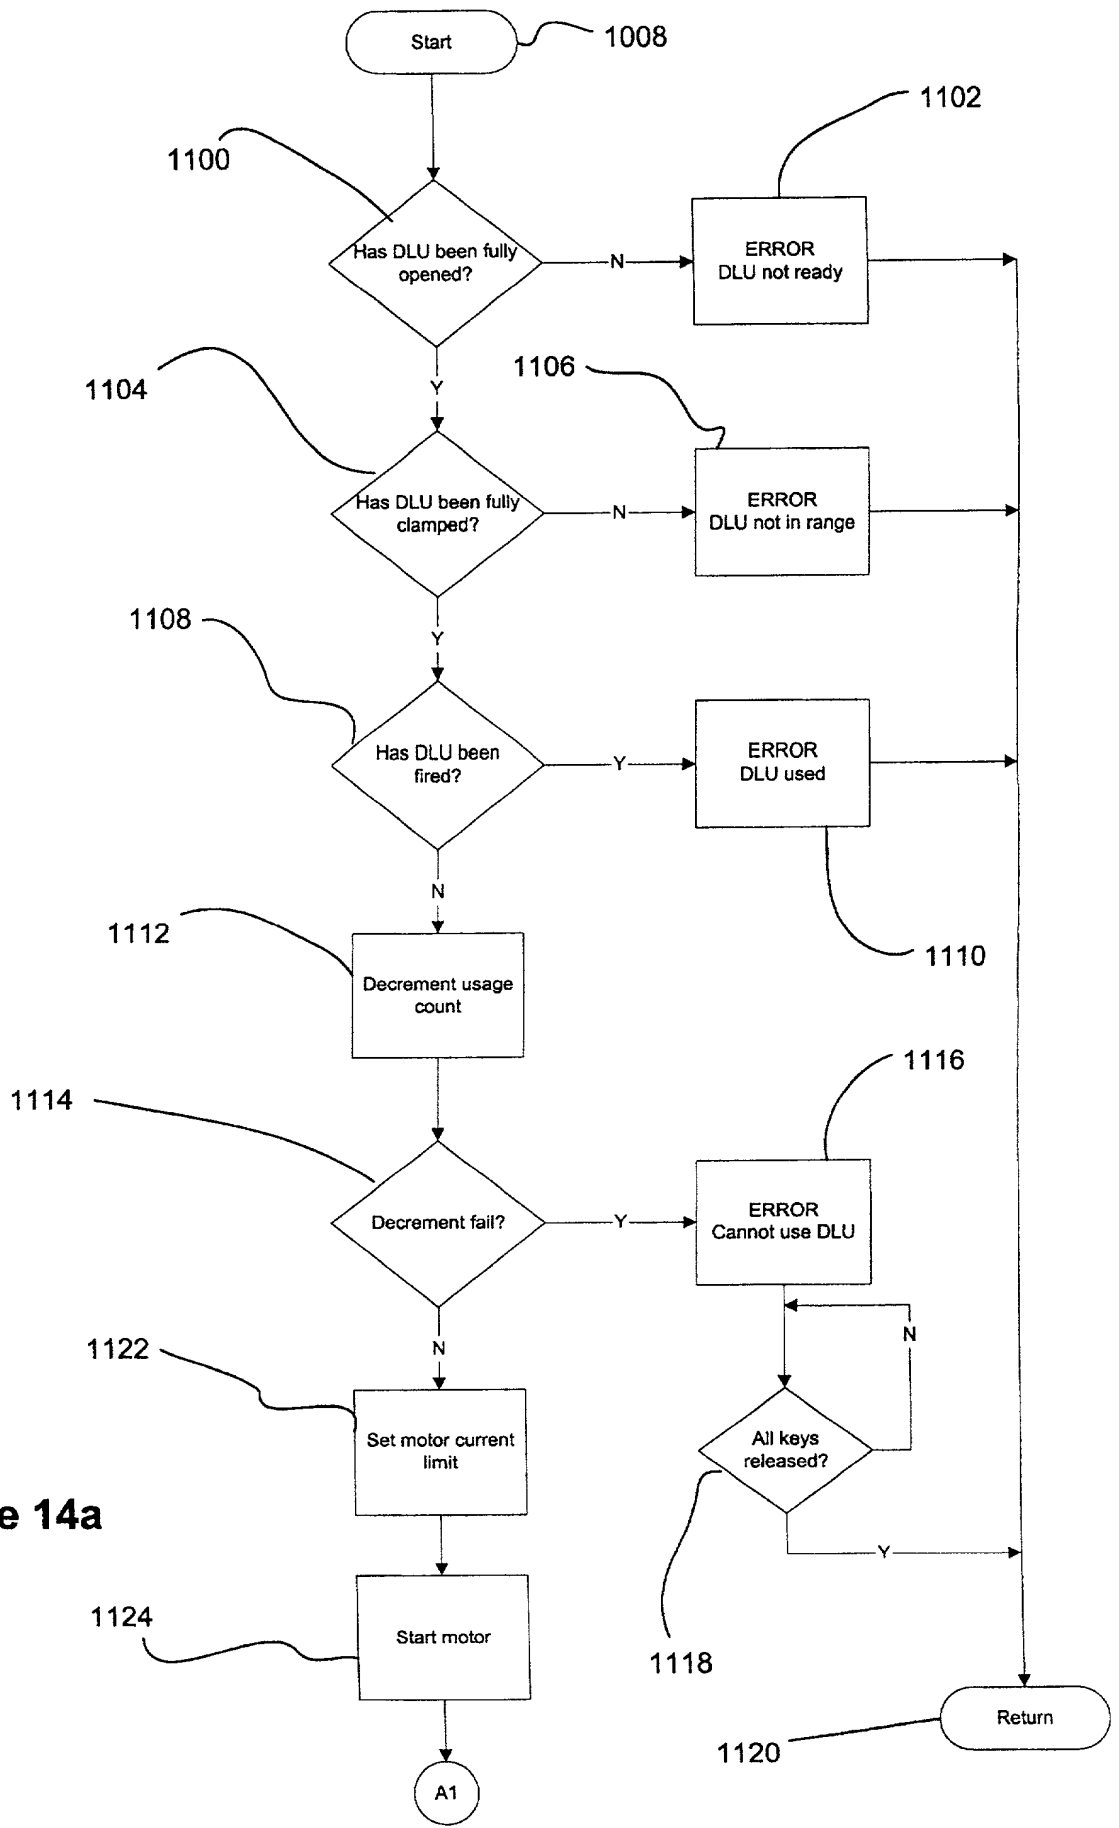 Start
1008
1102
1100
Has DLU been fully
opened?
N
ERROR
DLU not ready
Y
1104
1106
Has DLU been fully
clamped?
N
ERROR
DLU not in range
Y
1108
Has DLU been
fired?
Y
ERROR
DLU used
N
1112
1110
Decrement usage
count
1116
1114
Decrement fail?
Y
ERROR
Cannot use DLU
N
N
1122
Set motor current
limit
All keys
released?
e 14a
Y
1124
Start motor
1118
Return
1120
A1